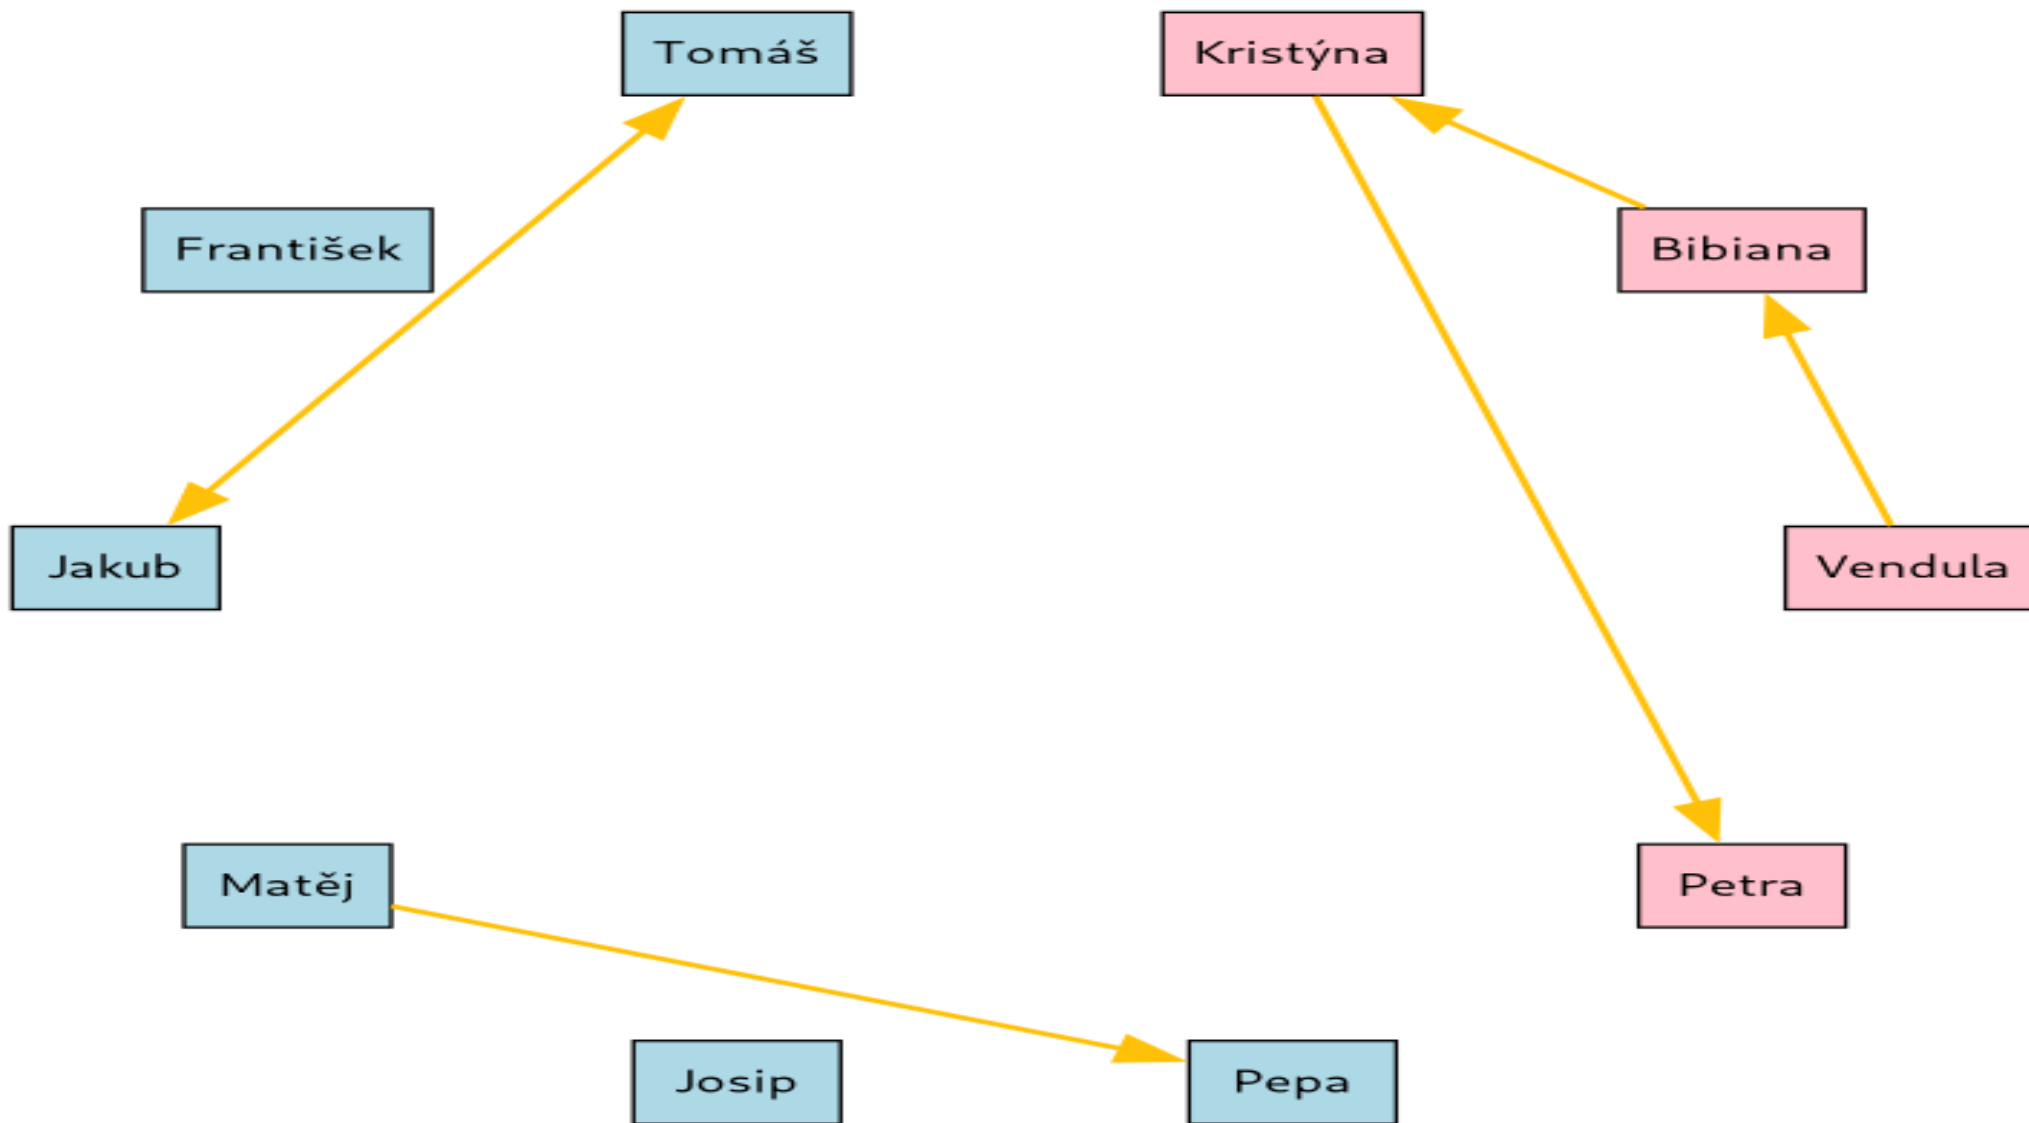 Tomáš
Kristýna
František
Bibiana
Jakub
Vendula
Matěj
Petra
Josip
Pepa